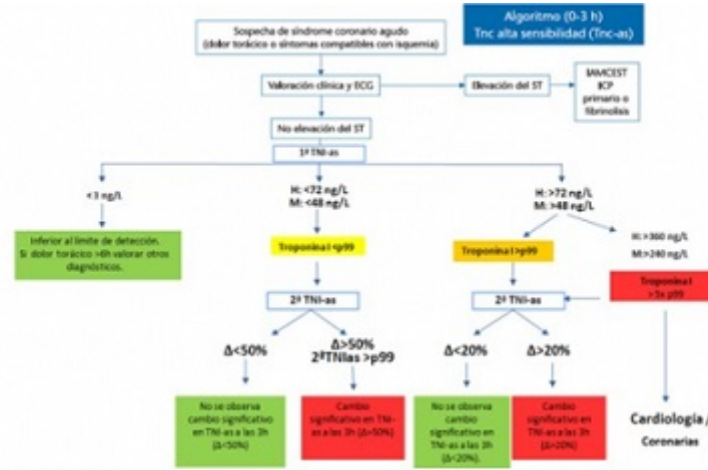 Algoritmo (0-3 h)
Tnc alta sensibilidad (Tnc-as)
Sospecha de síndrome coronario agudo
(dolor torácico o síntomas compatibles con isquemia)
Valoración clínica y ECG
Elevación del ST
IAMCEST
ICP
primario o
fibrinolisis
No elevación del ST
1ª TNI-as
<3 ng/L
H: <72 ng/L
M: <48 ng/L
H: >72 ng/L
M: >48 ng/L
H: >360 ng/L
M: >240 ng/L
Inferior al límite de detección.
Si dolor torácico >6h valorar otros
diagnósticos.
Troponina I <p99
Troponina I >p99
Troponina I
>5x p99
2ª TNI-as
2ª TNI-as
Δ<50%
Δ>50%
2ªTNIas >p99
Δ<20%
Δ>20%
No se observa
cambio significativo
en TNI-as a las 3h
(Δ<50%)
Cambio
significativo en TNI-
as a las 3h (Δ>50%)
No se observa
cambio
significativo en
TNI-as a las 3h
(Δ<20%).
Cambio
significativo en
TNI-as a las 3h
(Δ>20%)
Cardiología /
Coronarias